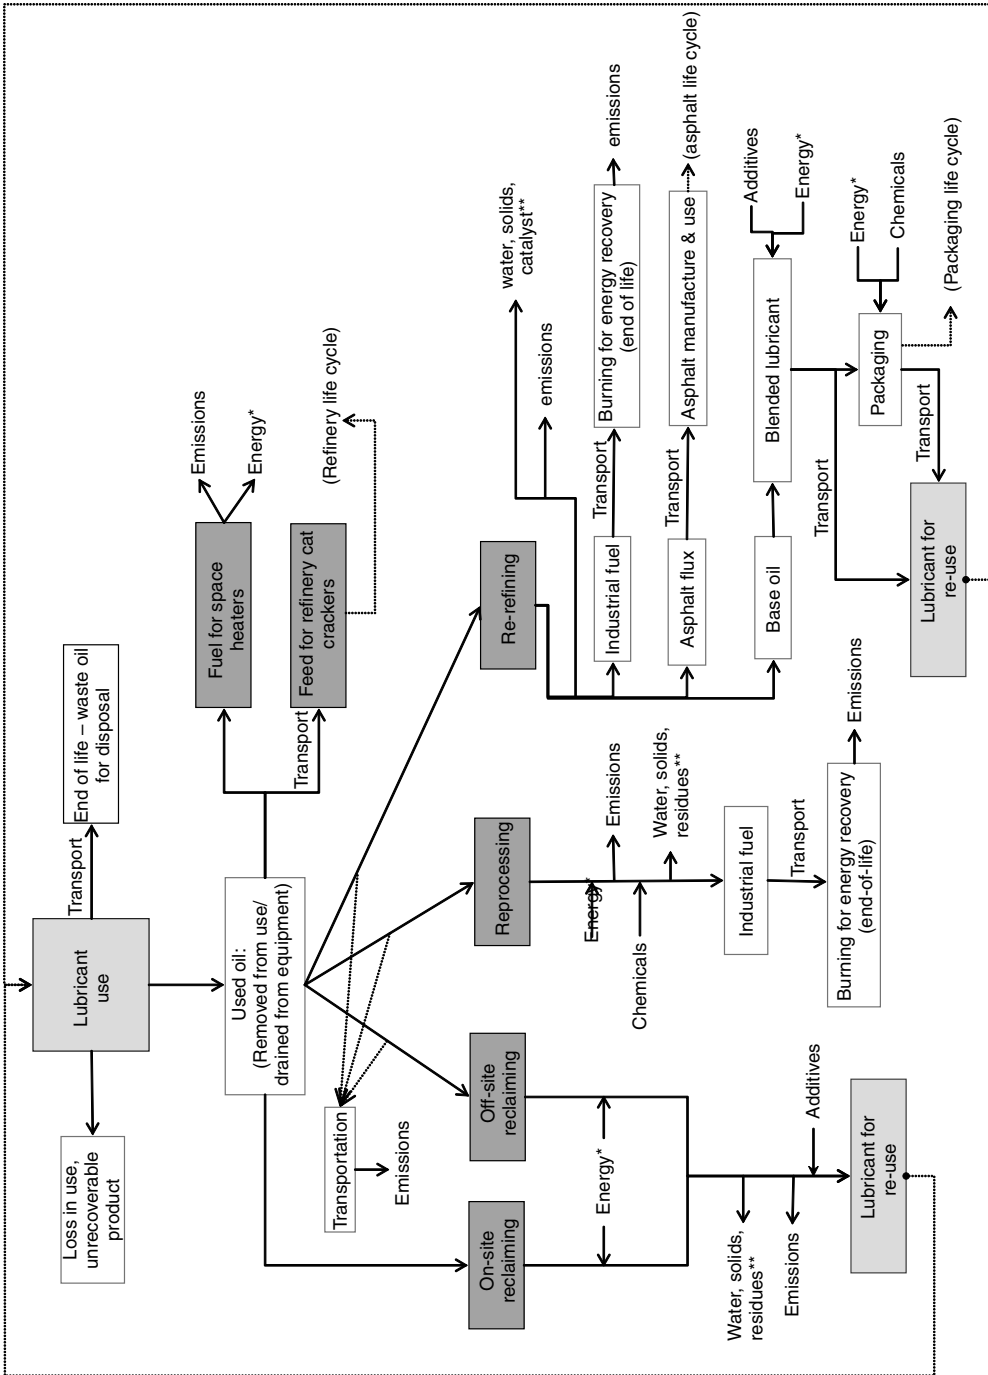 Loss in use,
unrecoverable
product
Lubricant
use
Transport
End of life – waste oil
for disposal
Used oil:
(Removed from use/
drained from equipment)
Fuel for space
heaters
Emissions
Energy*
Transport
Feed for refinery cat
crackers
(Refinery life cycle)
Transportation
Emissions
On-site
reclaiming
Off-site
reclaiming
Reprocessing
Re-refining
Energy*
Water, solids,
residues**
Emissions
Additives
Lubricant for
re-use
Energy*
Chemicals
Emissions
Water, solids,
residues**
Industrial fuel
Transport
Burning for energy recovery
(end-of-life)
Emissions
water, solids,
catalyst**
emissions
Industrial fuel
Transport
Burning for energy recovery
(end of life)
emissions
Asphalt flux
Transport
Asphalt manufacture & use
(asphalt life cycle)
Base oil
Blended lubricant
Additives
Energy*
Transport
Packaging
Energy*
Chemicals
(Packaging life cycle)
Transport
Lubricant for
re-use